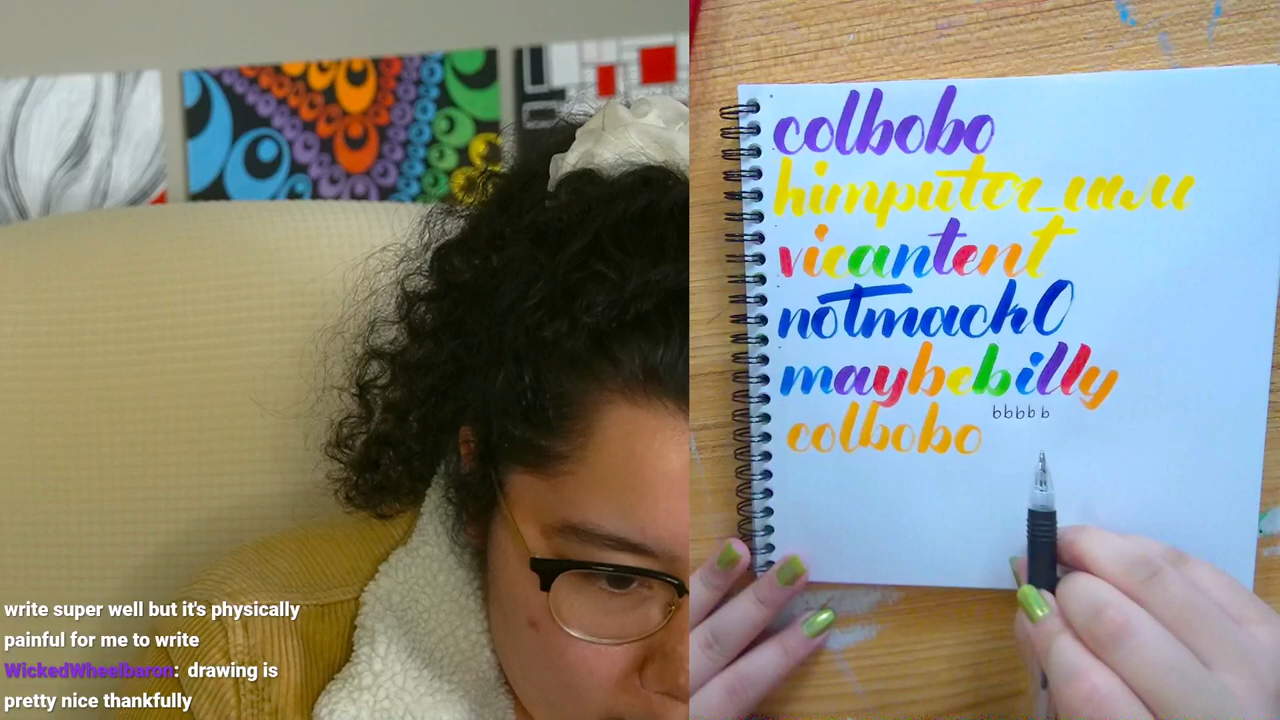 colbobo
himputer_
vicantent
notmach0
maybebilly
bbbbb
colbobo
write super well but it's physically
painful for me to write
WickedWheelbaron: drawing is
pretty nice thankfully